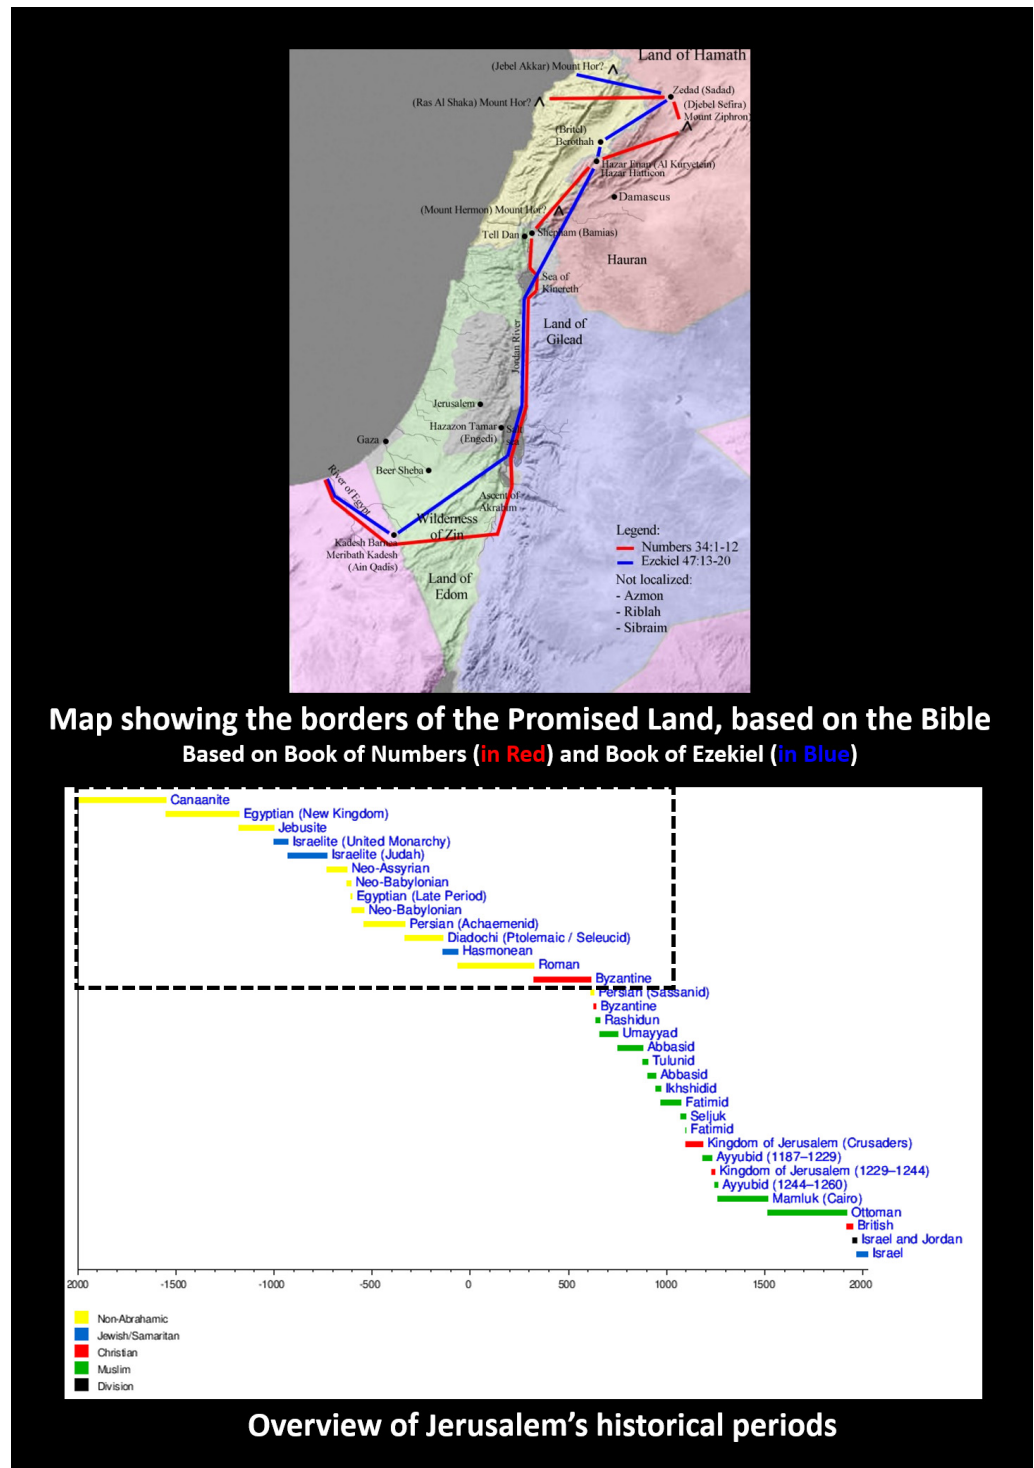 Land of Hamath
(Jebel Akkar) Mount Hor?
Zedad (Sadad)
(Ras Al Shaka) Mount Hor?
(Djebel Sefira)
Mount Ziphron
(Britel)
Berothah
Hazar Enan (Al Kuryetein)
Hazar Hatticon
Damascus
(Mount Hermon) Mount Hor?
Tell Dan
Shepham (Bamias)
Hauran
Sea of
Kinereth
Land of
Gilead
Jordan River
Jerusalem
Hazazon Tamar
(Engedi)
Salt
sea
Gaza
Beer Sheba
River of Egypt
Ascent of
Akrabim
Wilderness
of Zin
Kadesh Barnea
Meribath Kadesh
(Ain Qadis)
Land of
Edom
Legend:
Numbers 34:1-12
Ezekiel 47:13-20
Not localized:
- Azmon
- Riblah
- Sibraim
Map showing the borders of the Promised Land, based on the Bible
Based on Book of Numbers (in Red) and Book of Ezekiel (in Blue)
Canaanite
Egyptian (New Kingdom)
Jebusite
Israelite (United Monarchy)
Israelite (Judah)
Neo-Assyrian
Neo-Babylonian
Egyptian (Late Period)
Neo-Babylonian
Persian (Achaemenid)
Diadochi (Ptolemaic / Seleucid)
Hasmonean
Roman
Byzantine
Persian (Sassanid)
Byzantine
Rashidun
Umayyad
Abbasid
Tulunid
Abbasid
Ikhshidid
Fatimid
Seljuk
Fatimid
Kingdom of Jerusalem (Crusaders)
Ayyubid (1187–1229)
Kingdom of Jerusalem (1229–1244)
Ayyubid (1244–1260)
Mamluk (Cairo)
Ottoman
British
Israel and Jordan
Israel
2000 -1500 -1000 -500 0 500 1000 1500 2000
Non-Abrahamic
Jewish/Samaritan
Christian
Muslim
Division
Overview of Jerusalem’s historical periods